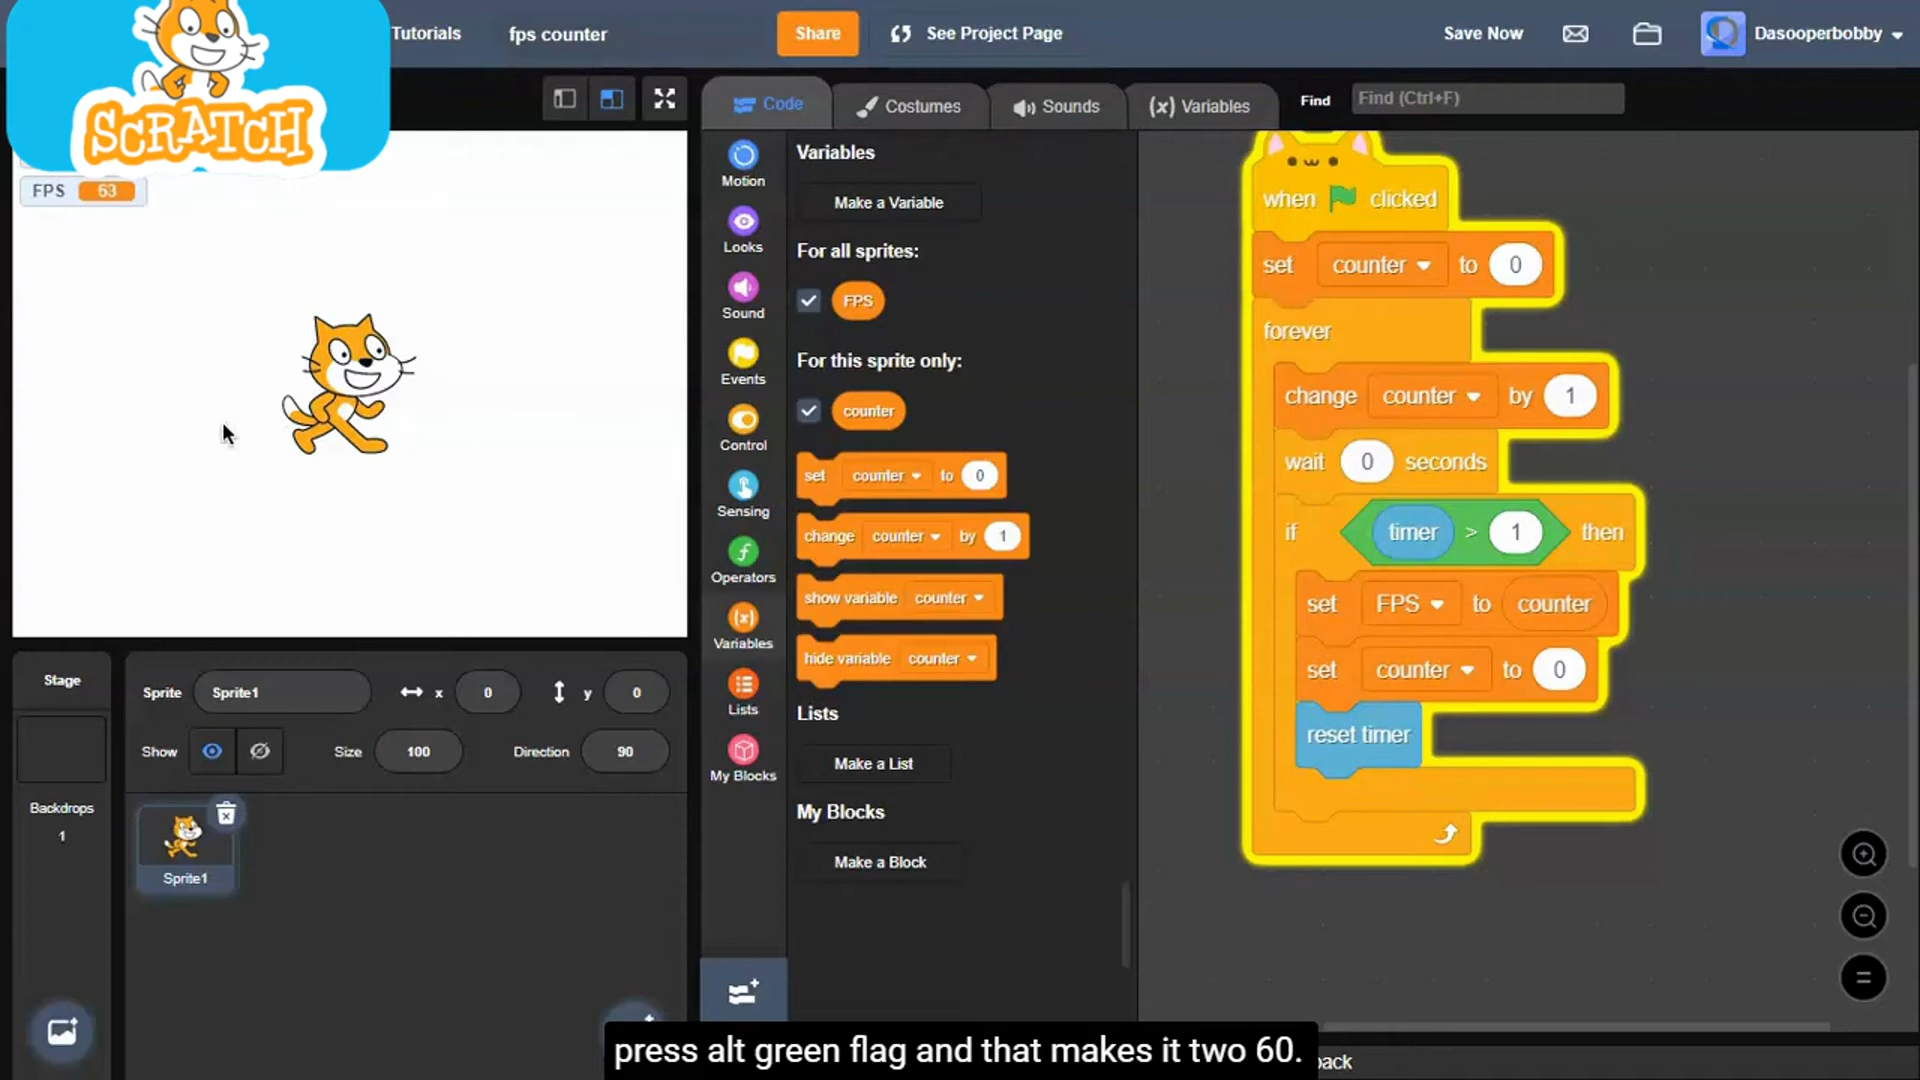 SCRATCH
Tutorials
fps counter
Share
See Project Page
Save Now
Dasooperbobby
Code
Costumes
Sounds
(x) Variables
Find
Find (Ctrl+F)
FPS 63
Motion
Looks
Sound
Events
Control
Sensing
Operators
Variables
Lists
My Blocks
Variables
Make a Variable
For all sprites:
FPS
For this sprite only:
counter
set counter to 0
change counter by 1
show variable counter
hide variable counter
Lists
Make a List
My Blocks
Make a Block
when clicked
set counter to 0
forever
change counter by 1
wait 0 seconds
if timer > 1 then
set FPS to counter
set counter to 0
reset timer
Sprite Sprite1 x 0 y 0
Show Size 100 Direction 90
Sprite1
Stage
Backdrops
1
press alt green flag and that makes it two 60.